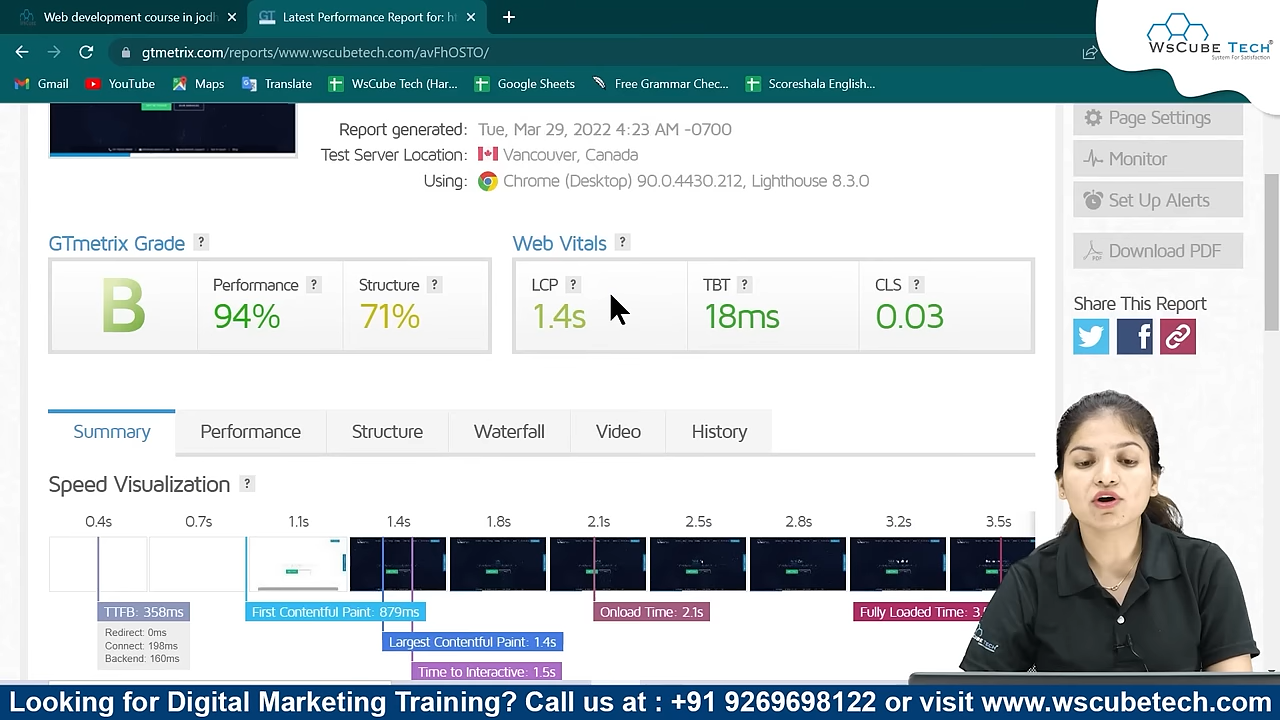 Web development course in jodh
Latest Performance Report for: ht
gtmetrix.com/reports/www.wscubetech.com/avFhOSTO/
WsCube Tech®
System For Satisfaction
Gmail
YouTube
Maps
Translate
WsCube Tech (Har...
Google Sheets
Free Grammar Chec...
Scoreshala English...
Report generated: Tue, Mar 29, 2022 4:23 AM -0700
Test Server Location: Vancouver, Canada
Using: Chrome (Desktop) 90.0.4430.212, Lighthouse 8.3.0
Page Settings
Monitor
Set Up Alerts
Download PDF
Share This Report
GTmetrix Grade ?
Web Vitals ?
B
Performance ?
94%
Structure ?
71%
LCP ?
1.4s
TBT ?
18ms
CLS ?
0.03
Summary
Performance
Structure
Waterfall
Video
History
Speed Visualization ?
0.4s 0.7s 1.1s 1.4s 1.8s 2.1s 2.5s 2.8s 3.2s 3.5s
TTFB: 358ms
Redirect: 0ms
Connect: 198ms
Backend: 160ms
First Contentful Paint: 879ms
Largest Contentful Paint: 1.4s
Time to Interactive: 1.5s
Onload Time: 2.1s
Fully Loaded Time: 3.5
Looking for Digital Marketing Training? Call us at : +91 9269698122 or visit www.wscubetech.com